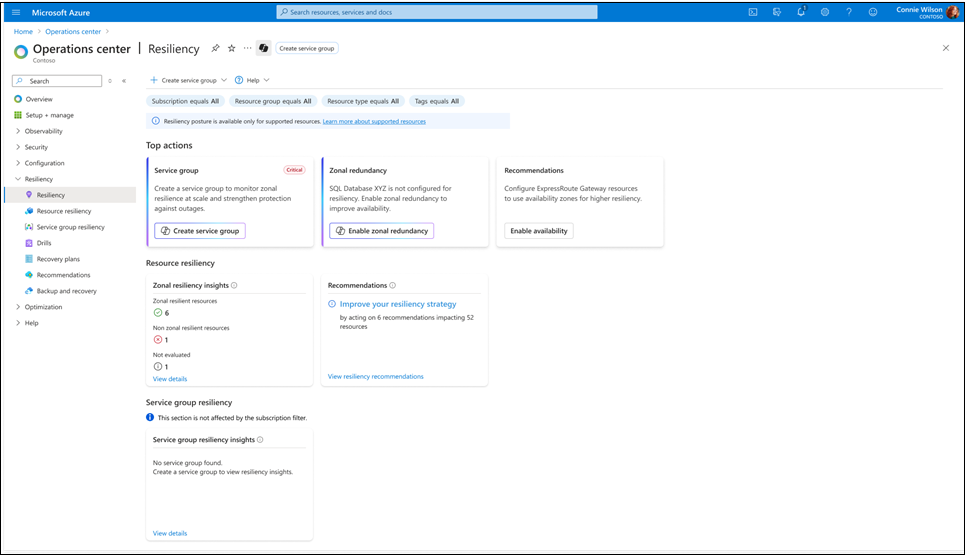 Microsoft Azure
Search resources, services and docs
1
Connie Wilson
CONTOSO
Home > Operations center >
Operations center | Resiliency
Create service group
Contoso
Search
Overview
Setup + manage
Observability
Security
Configuration
Resiliency
Resiliency
Resource resiliency
Service group resiliency
Drills
Recovery plans
Recommendations
Backup and recovery
Optimization
Help
Create service group
Help
Subscription equals All
Resource group equals All
Resource type equals All
Tags equals All
Resiliency posture is available only for supported resources. Learn more about supported resources
Top actions
Service group
Critical
Create a service group to monitor zonal
resilience at scale and strengthen protection
against outages.
Create service group
Zonal redundancy
SQL Database XYZ is not configured for
resiliency. Enable zonal redundancy to
improve availability.
Enable zonal redundancy
Recommendations
Configure ExpressRoute Gateway resources
to use availability zones for higher resiliency.
Enable availability
Resource resiliency
Zonal resiliency insights
Zonal resilient resources
6
Non zonal resilient resources
1
Not evaluated
1
View details
Recommendations
Improve your resiliency strategy
by acting on 6 recommendations impacting 52
resources
View resiliency recommendations
Service group resiliency
This section is not affected by the subscription filter.
Service group resiliency insights
No service group found.
Create a service group to view resiliency insights.
View details